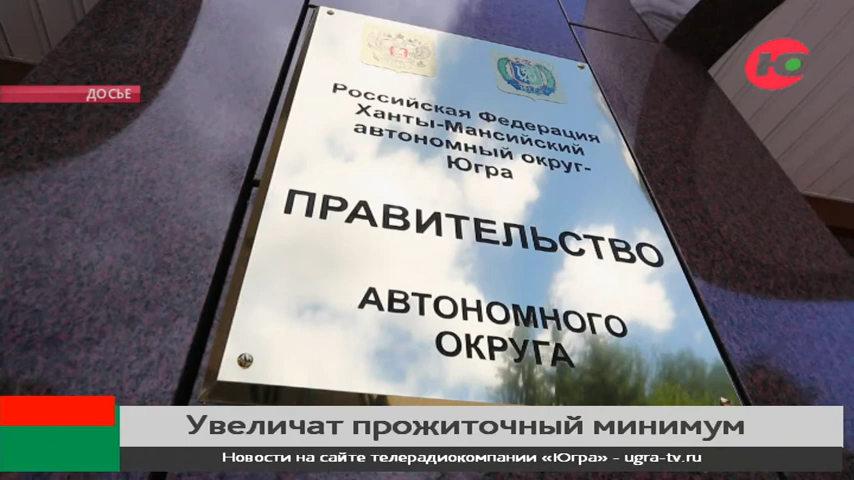 ДОСЬЕ
Ю
Российская Федерация
Ханты-Мансийский
автономный округ-
Югра
ПРАВИТЕЛЬСТВО
АВТОНОМНОГО
ОКРУГА
Увеличат прожиточный минимум
Новости на сайте телерадиокомпании «Югра» - ugra-tv.ru